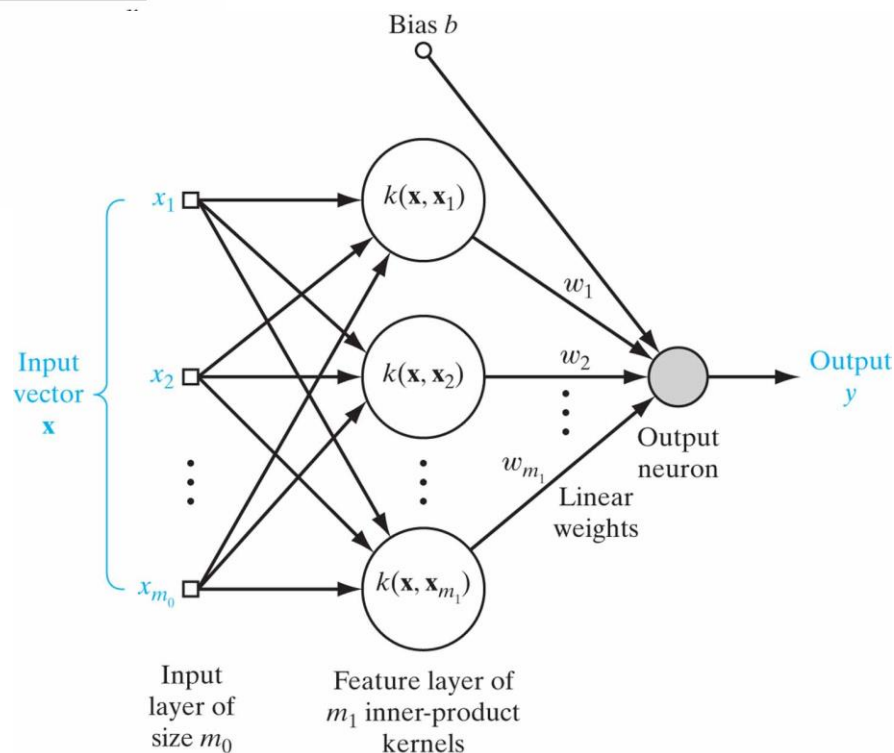 Bias b
x₁
k(x, x₁)
w₁
Input
vector
x
x₂
k(x, x₂)
w₂
Output
y
Output
neuron
wₘ₁
Linear
weights
xₘ₀
k(x, xₘ₁)
Input
layer of
size m₀
Feature layer of
m₁ inner-product
kernels